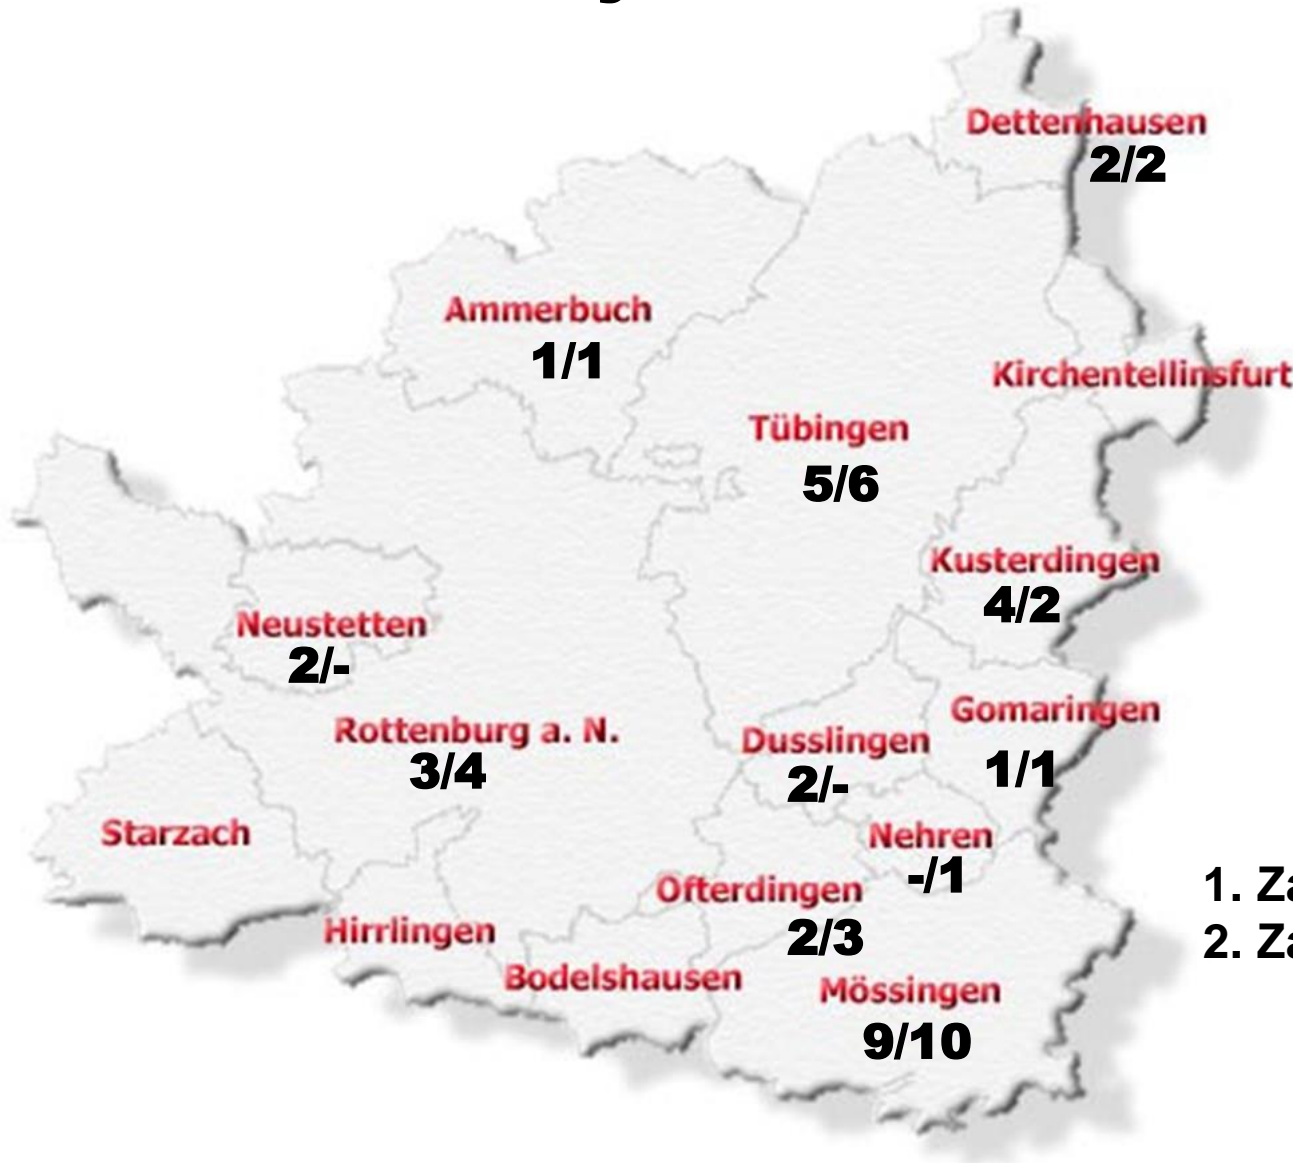 Dettenhausen
2/2
Ammerbuch
1/1
Kirchentellinsfurt
Tübingen
5/6
Kusterdingen
4/2
Neustetten
2/-
Gomaringen
1/1
Rottenburg a. N.
3/4
Dusslingen
2/-
Starzach
Nehren
-/1
Ofterdingen
2/3
Hirrlingen
Bodelshausen
Mössingen
9/10
1. Za
2. Za